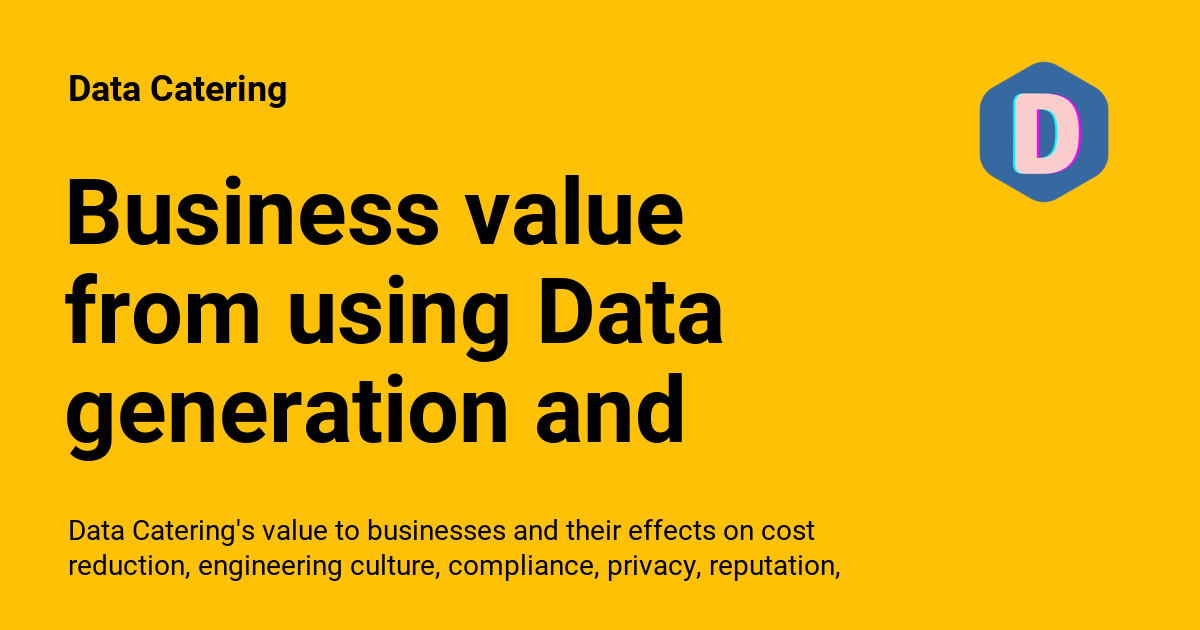 Data Catering
D
Business value
from using Data
generation and
Data Catering's value to businesses and their effects on cost
reduction, engineering culture, compliance, privacy, reputation,